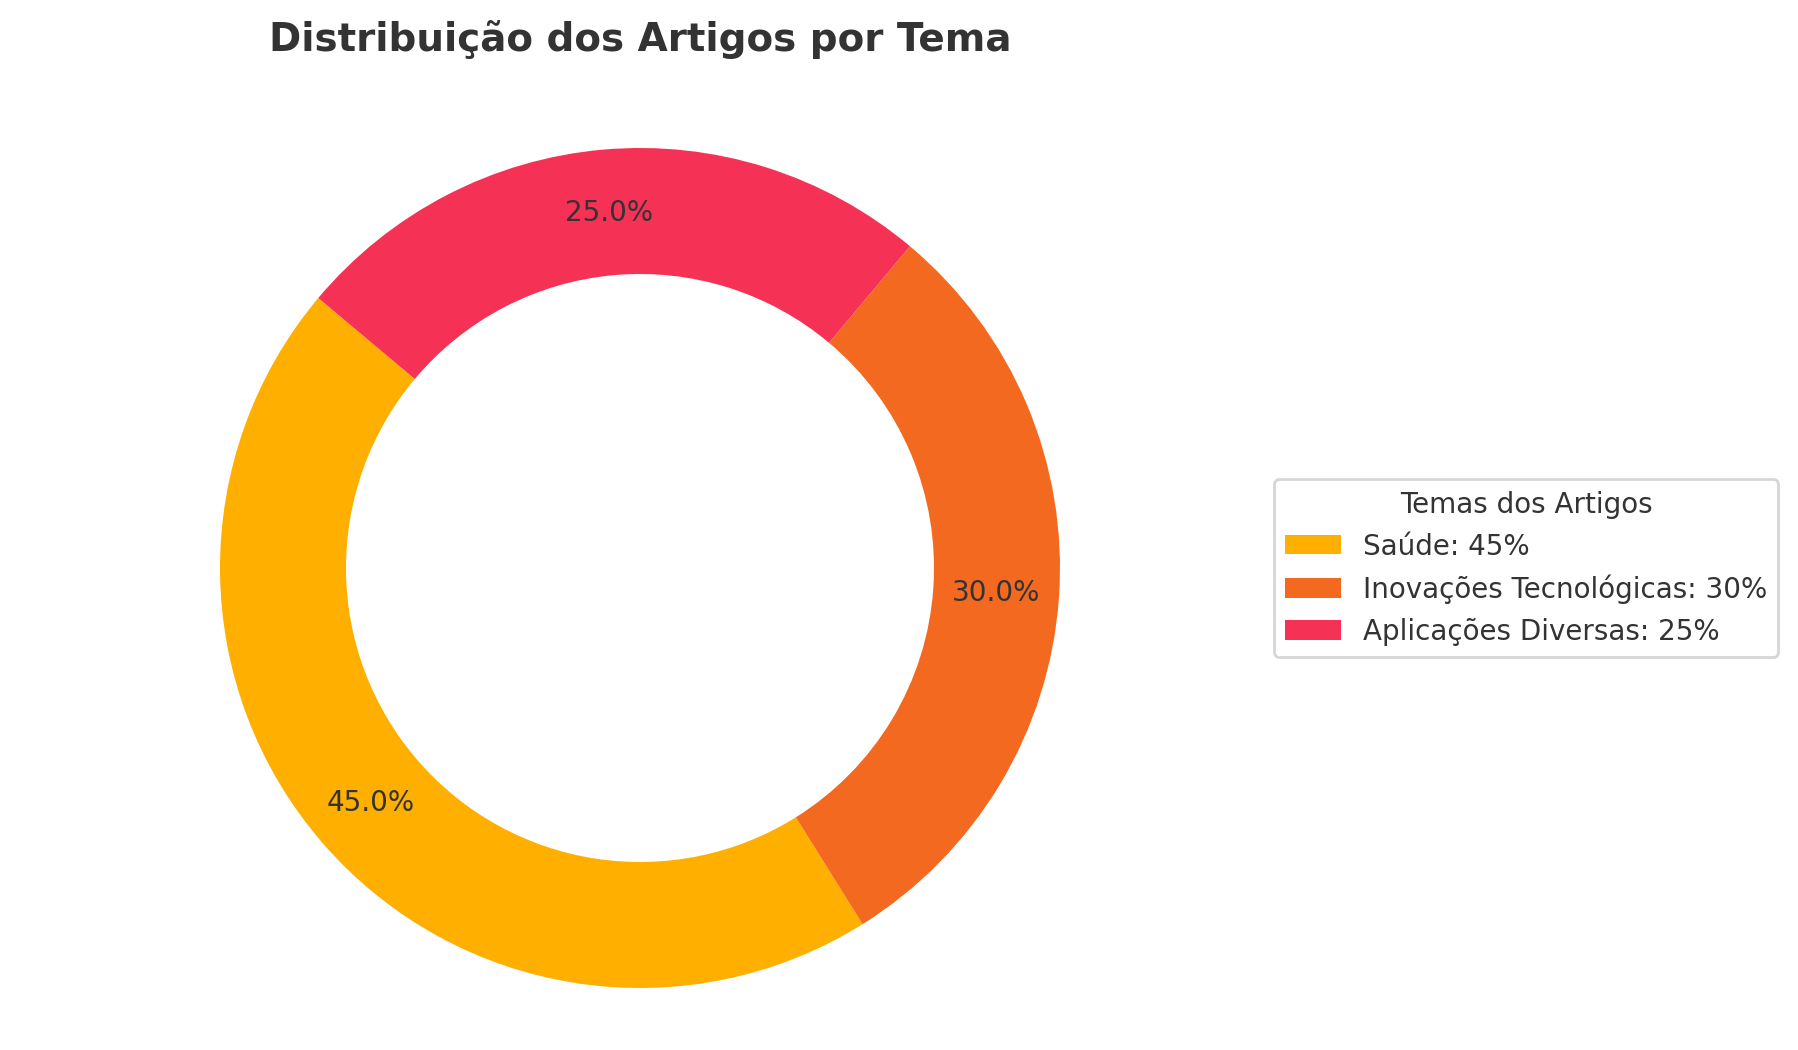 Distribuição dos Artigos por Tema
25.0%
30.0%
45.0%
Temas dos Artigos
Saúde: 45%
Inovações Tecnológicas: 30%
Aplicações Diversas: 25%